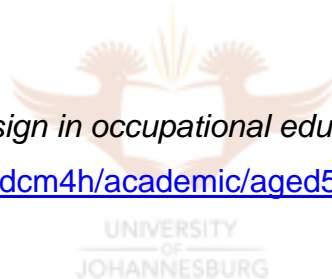 sign in occupational edu
dcm4h/academic/aged5
UNIVERSITY
OF
JOHANNESBURG